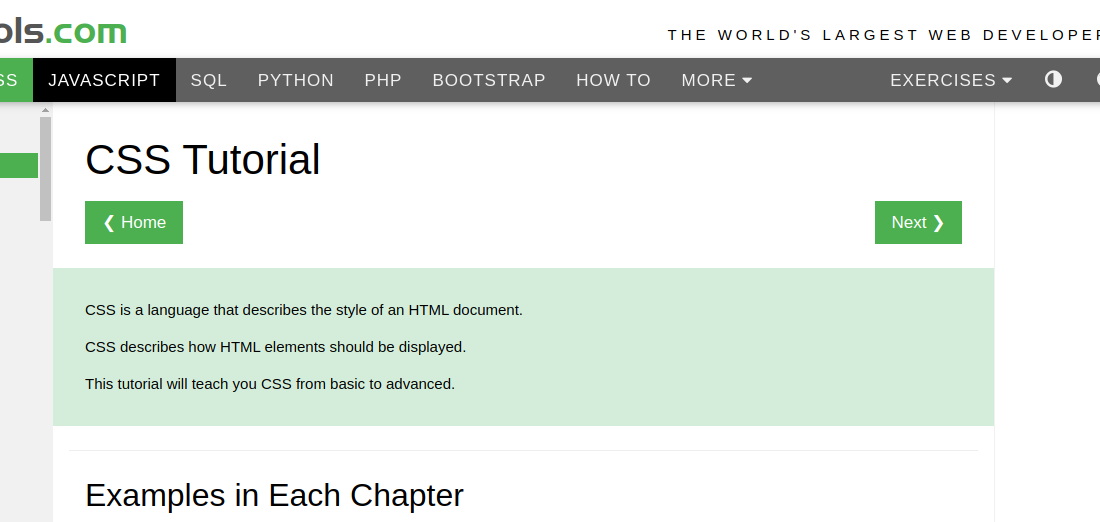 ols.com
THE WORLD'S LARGEST WEB DEVELOPER
SS JAVASCRIPT SQL PYTHON PHP BOOTSTRAP HOW TO MORE EXERCISES
CSS Tutorial
❮ Home Next ❯
CSS is a language that describes the style of an HTML document.
CSS describes how HTML elements should be displayed.
This tutorial will teach you CSS from basic to advanced.
Examples in Each Chapter